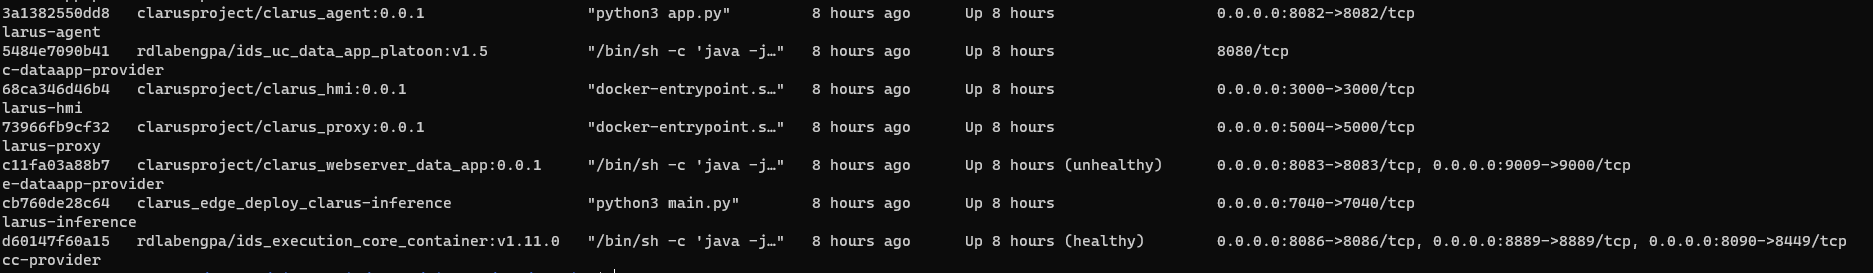 3a1382550dd8   clarusproject/clarus_agent:0.0.1                  "python3 app.py"         8 hours ago   Up 8 hours                 0.0.0.0:8082->8082/tcp
larus-agent
5484e7090b41   rdlabengpa/ids_uc_data_app_platoon:v1.5           "/bin/sh -c 'java -j…"   8 hours ago   Up 8 hours                 8080/tcp
c-dataapp-provider
68ca346d46b4   clarusproject/clarus_hmi:0.0.1                    "docker-entrypoint.s…"   8 hours ago   Up 8 hours                 0.0.0.0:3000->3000/tcp
larus-hmi
73966fb9cf32   clarusproject/clarus_proxy:0.0.1                  "docker-entrypoint.s…"   8 hours ago   Up 8 hours                 0.0.0.0:5004->5000/tcp
larus-proxy
c11fa03a88b7   clarusproject/clarus_webserver_data_app:0.0.1     "/bin/sh -c 'java -j…"   8 hours ago   Up 8 hours (unhealthy)     0.0.0.0:8083->8083/tcp, 0.0.0.0:9009->9000/tcp
e-dataapp-provider
cb760de28c64   clarus_edge_deploy_clarus-inference               "python3 main.py"        8 hours ago   Up 8 hours                 0.0.0.0:7040->7040/tcp
larus-inference
d60147f60a15   rdlabengpa/ids_execution_core_container:v1.11.0   "/bin/sh -c 'java -j…"   8 hours ago   Up 8 hours (healthy)       0.0.0.0:8086->8086/tcp, 0.0.0.0:8889->8889/tcp, 0.0.0.0:8090->8449/tcp
cc-provider